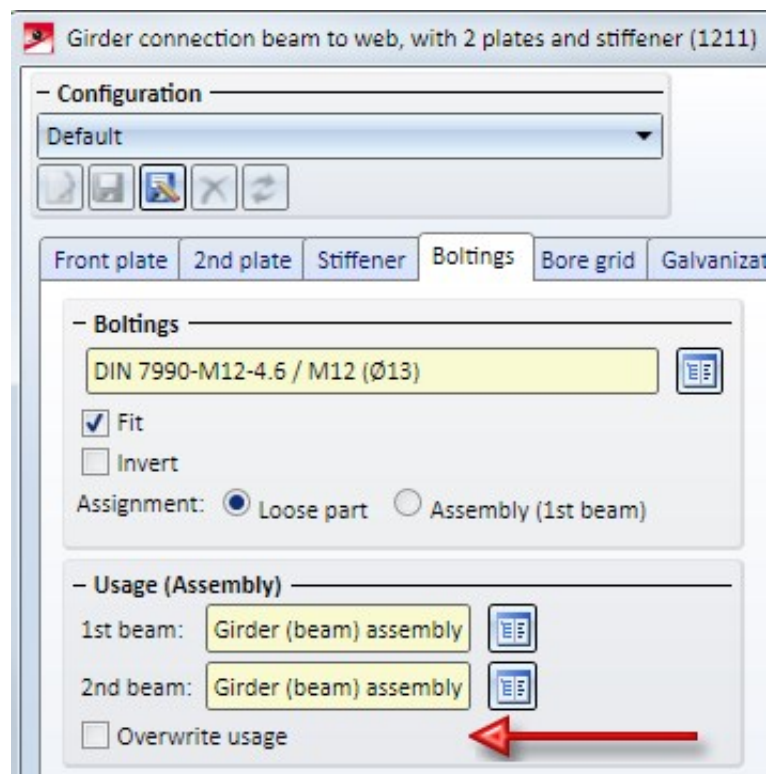 Girder connection beam to web, with 2 plates and stiffener (1211)
Configuration
Default
Front plate 2nd plate Stiffener Boltings Bore grid Galvanizat
Boltings
DIN 7990-M12-4.6 / M12 (Ø13)
Fit
Invert
Assignment: Loose part Assembly (1st beam)
Usage (Assembly)
1st beam: Girder (beam) assembly
2nd beam: Girder (beam) assembly
Overwrite usage